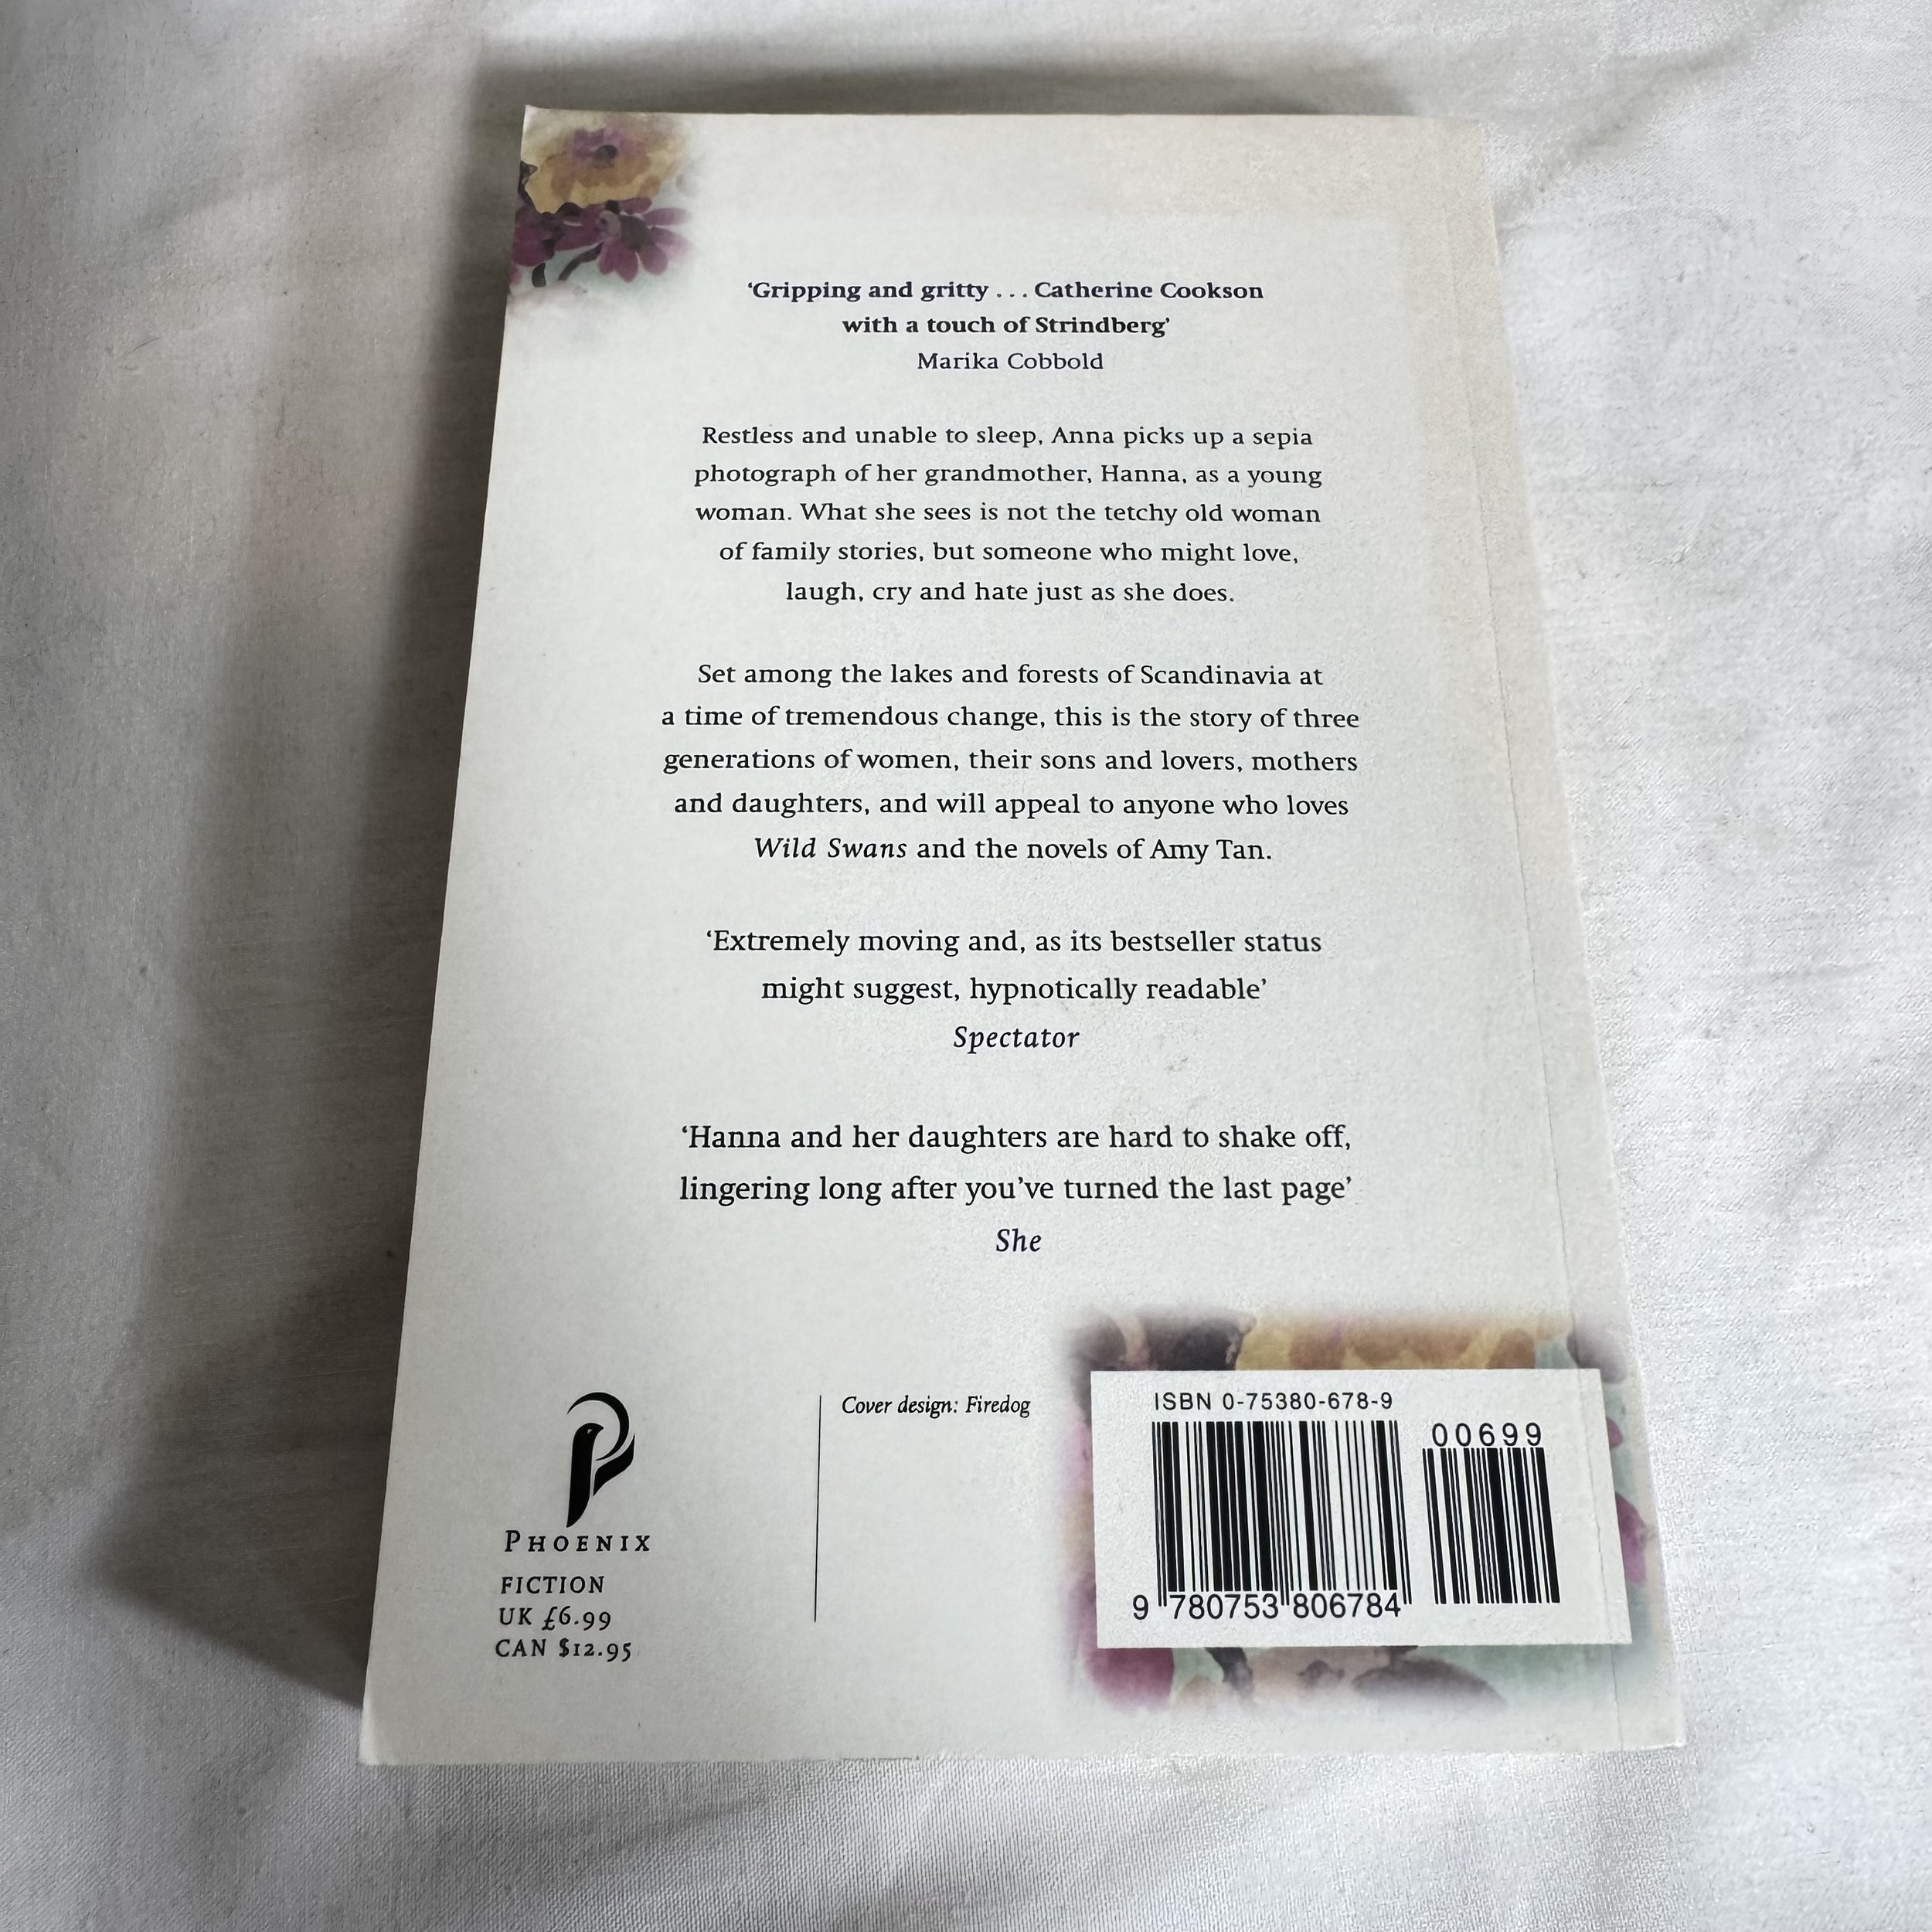 ‘Gripping and gritty . . . Catherine Cookson
with a touch of Strindberg’
Marika Cobbold
Restless and unable to sleep, Anna picks up a sepia
photograph of her grandmother, Hanna, as a young
woman. What she sees is not the tetchy old woman
of family stories, but someone who might love,
laugh, cry and hate just as she does.
Set among the lakes and forests of Scandinavia at
a time of tremendous change, this is the story of three
generations of women, their sons and lovers, mothers
and daughters, and will appeal to anyone who loves
Wild Swans and the novels of Amy Tan.
‘Extremely moving and, as its bestseller status
might suggest, hypnotically readable’
Spectator
‘Hanna and her daughters are hard to shake off,
lingering long after you’ve turned the last page’
She
PHOENIX
FICTION
UK £6.99
CAN $12.95
Cover design: Firedog
ISBN 0-75380-678-9
00699
9 780753 806784